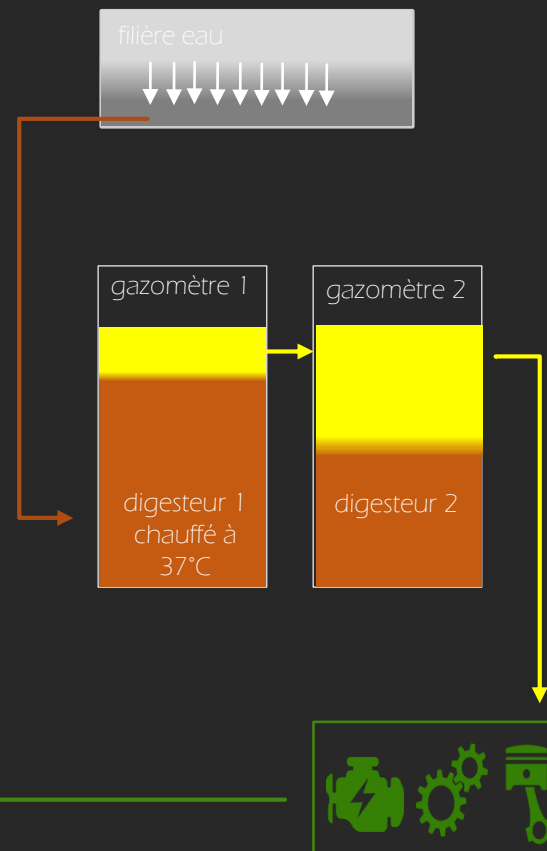 filière eau
gazomètre 1
gazomètre 2
digesteur 1
chauffé à
37°C
digesteur 2